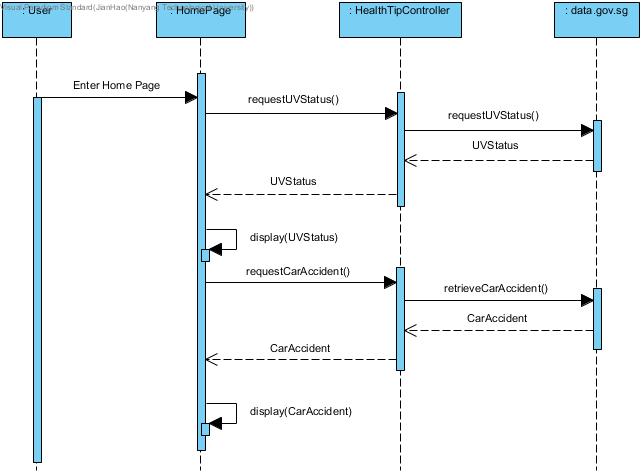 Visual Paradigm Standard(JianHao(Nanyang Technological University))
: User
: HomePage
: HealthTipController
: data.gov.sg
Enter Home Page
requestUVStatus()
requestUVStatus()
UVStatus
UVStatus
display(UVStatus)
requestCarAccident()
retrieveCarAccident()
CarAccident
CarAccident
display(CarAccident)